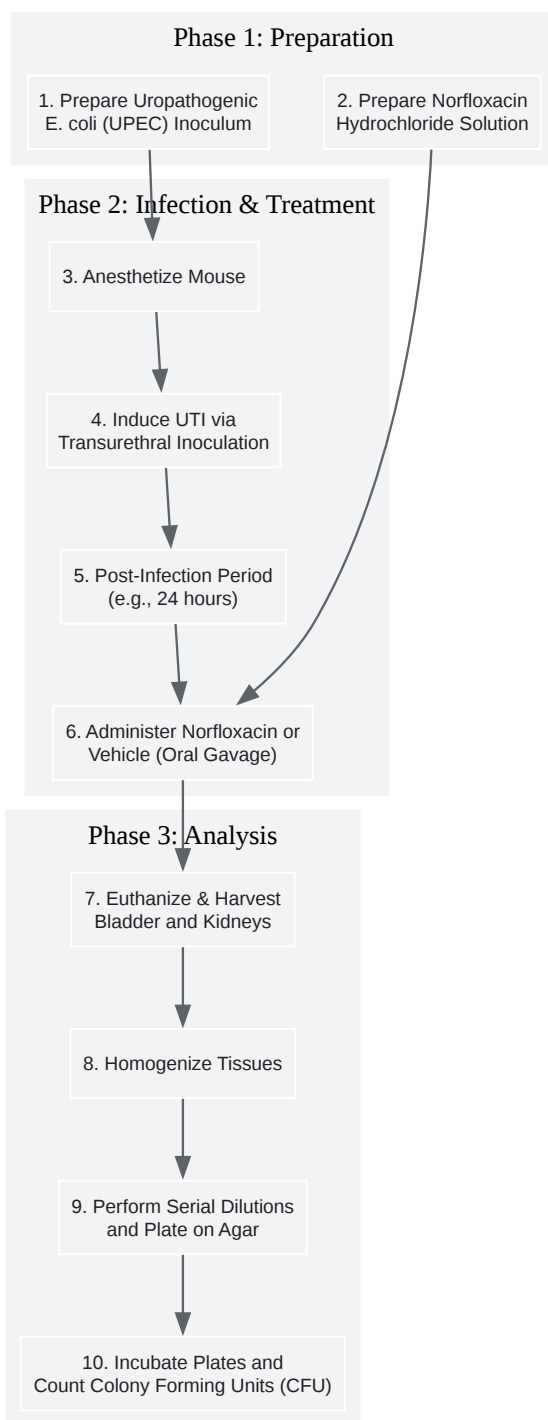 Phase 1: Preparation
1. Prepare Uropathogenic
E. coli (UPEC) Inoculum
2. Prepare Norfloxacin
Hydrochloride Solution
Phase 2: Infection & Treatment
3. Anesthetize Mouse
4. Induce UTI via
Transurethral Inoculation
5. Post-Infection Period
(e.g., 24 hours)
6. Administer Norfloxacin or
Vehicle (Oral Gavage)
Phase 3: Analysis
7. Euthanize & Harvest
Bladder and Kidneys
8. Homogenize Tissues
9. Perform Serial Dilutions
and Plate on Agar
10. Incubate Plates and
Count Colony Forming Units (CFU)